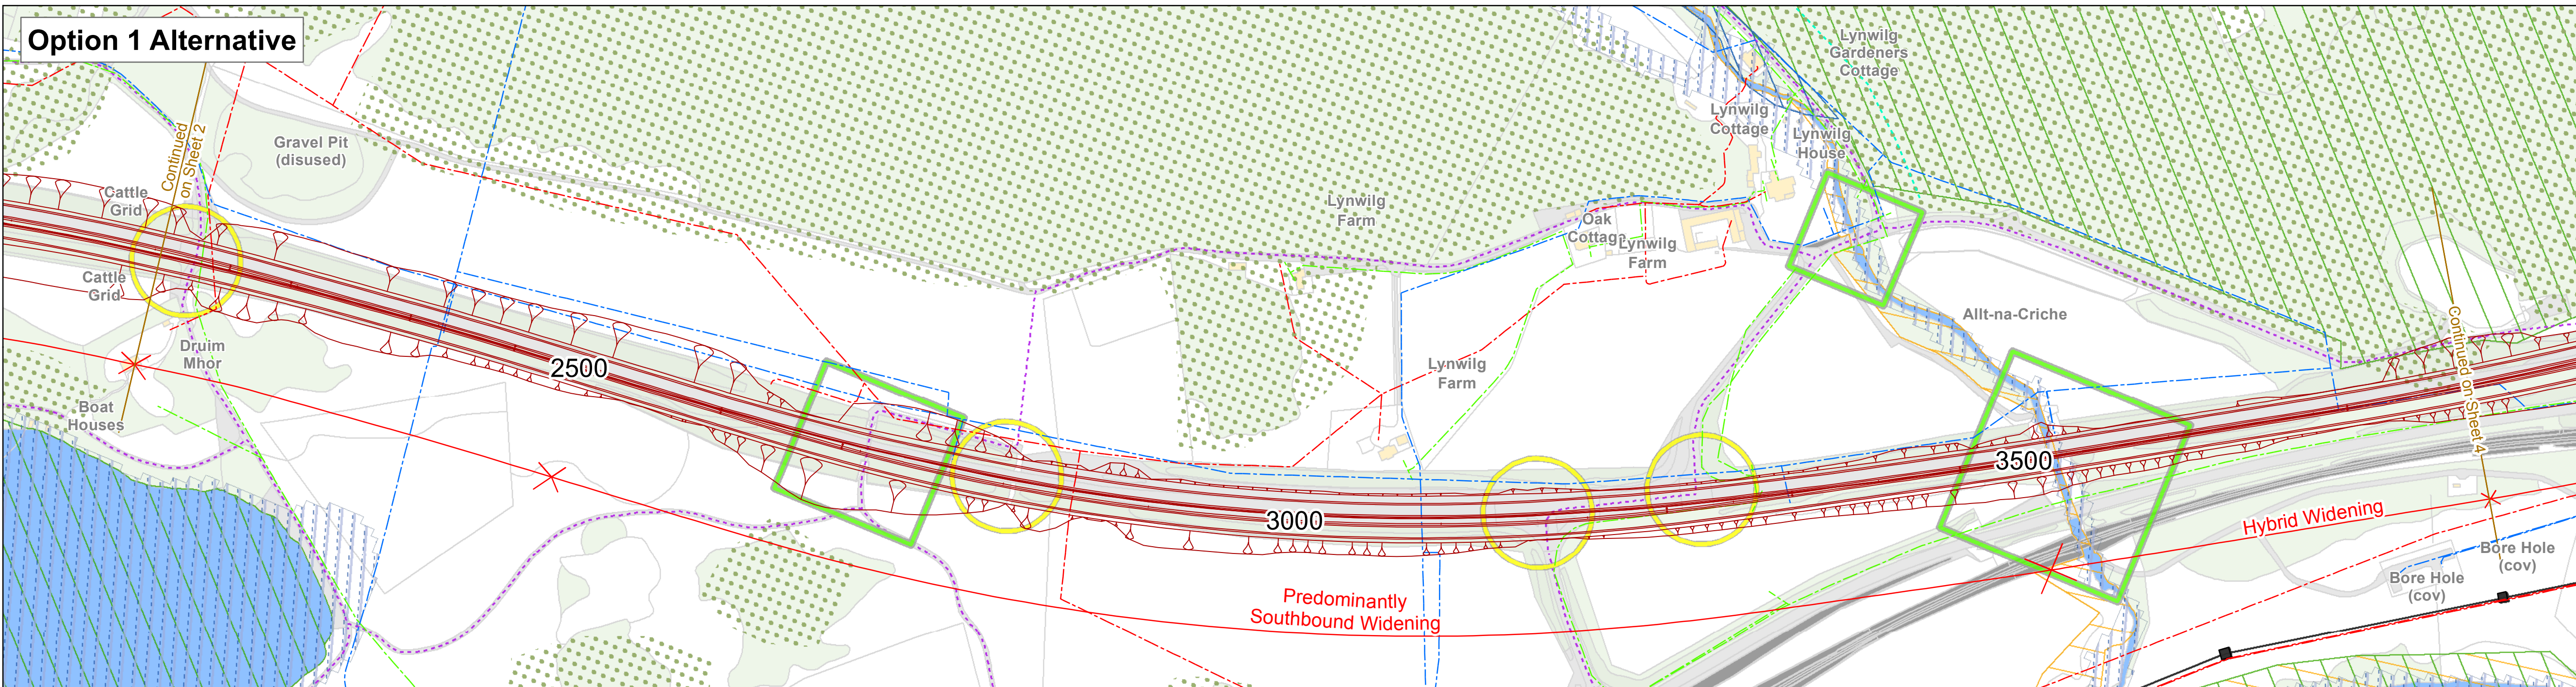 Option 1 Alternative
Continued
on Sheet 2
Gravel Pit
(disused)
Cattle
Grid
Cattle
Grid
Druim
Mhor
Boat
Houses
2500
3000
3500
Lynwilg
Farm
Oak
Cottage
Lynwilg
Farm
Lynwilg
Farm
Lynwilg
Cottage
Lynwilg
House
Lynwilg
Gardeners
Cottage
Allt-na-Criche
Continued on Sheet 4
Predominantly
Southbound Widening
Hybrid Widening
Bore Hole
(cov)
Bore Hole
(cov)